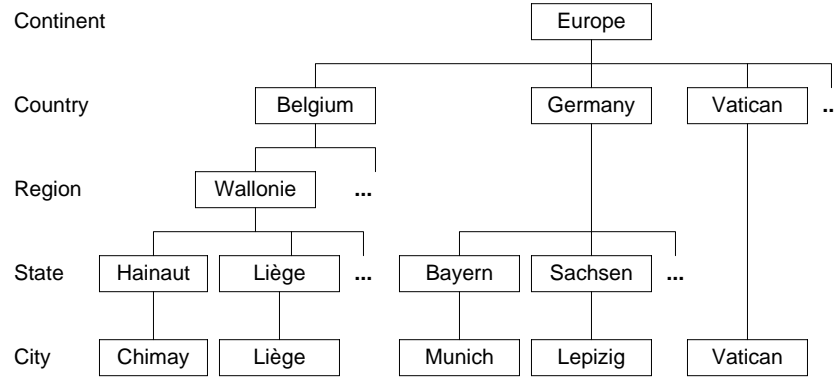 Continent Europe
Country Belgium Germany Vatican ..
Region Wallonie ...
State Hainaut Liège ... Bayern Sachsen ...
City Chimay Liège Munich Lepizig Vatican